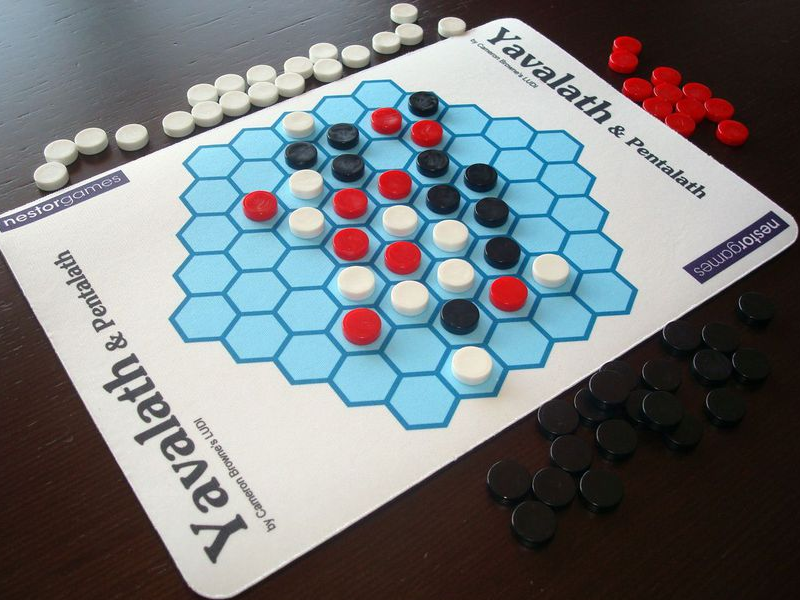 Yavalath & Pentalath
by Cameron Browne's LUDI
nestorgames
nestorgames
Yavalath & Pentalath
by Cameron Browne's LUDI